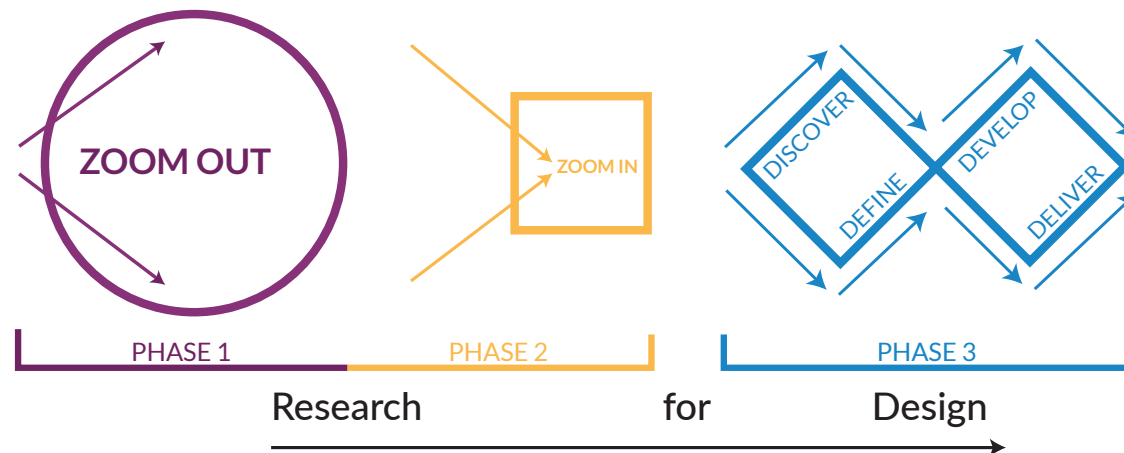 ZOOM OUT
ZOOM IN
DISCOVER
DEFINE
DEVELOP
DELIVER
PHASE 1
PHASE 2
PHASE 3
Research for Design